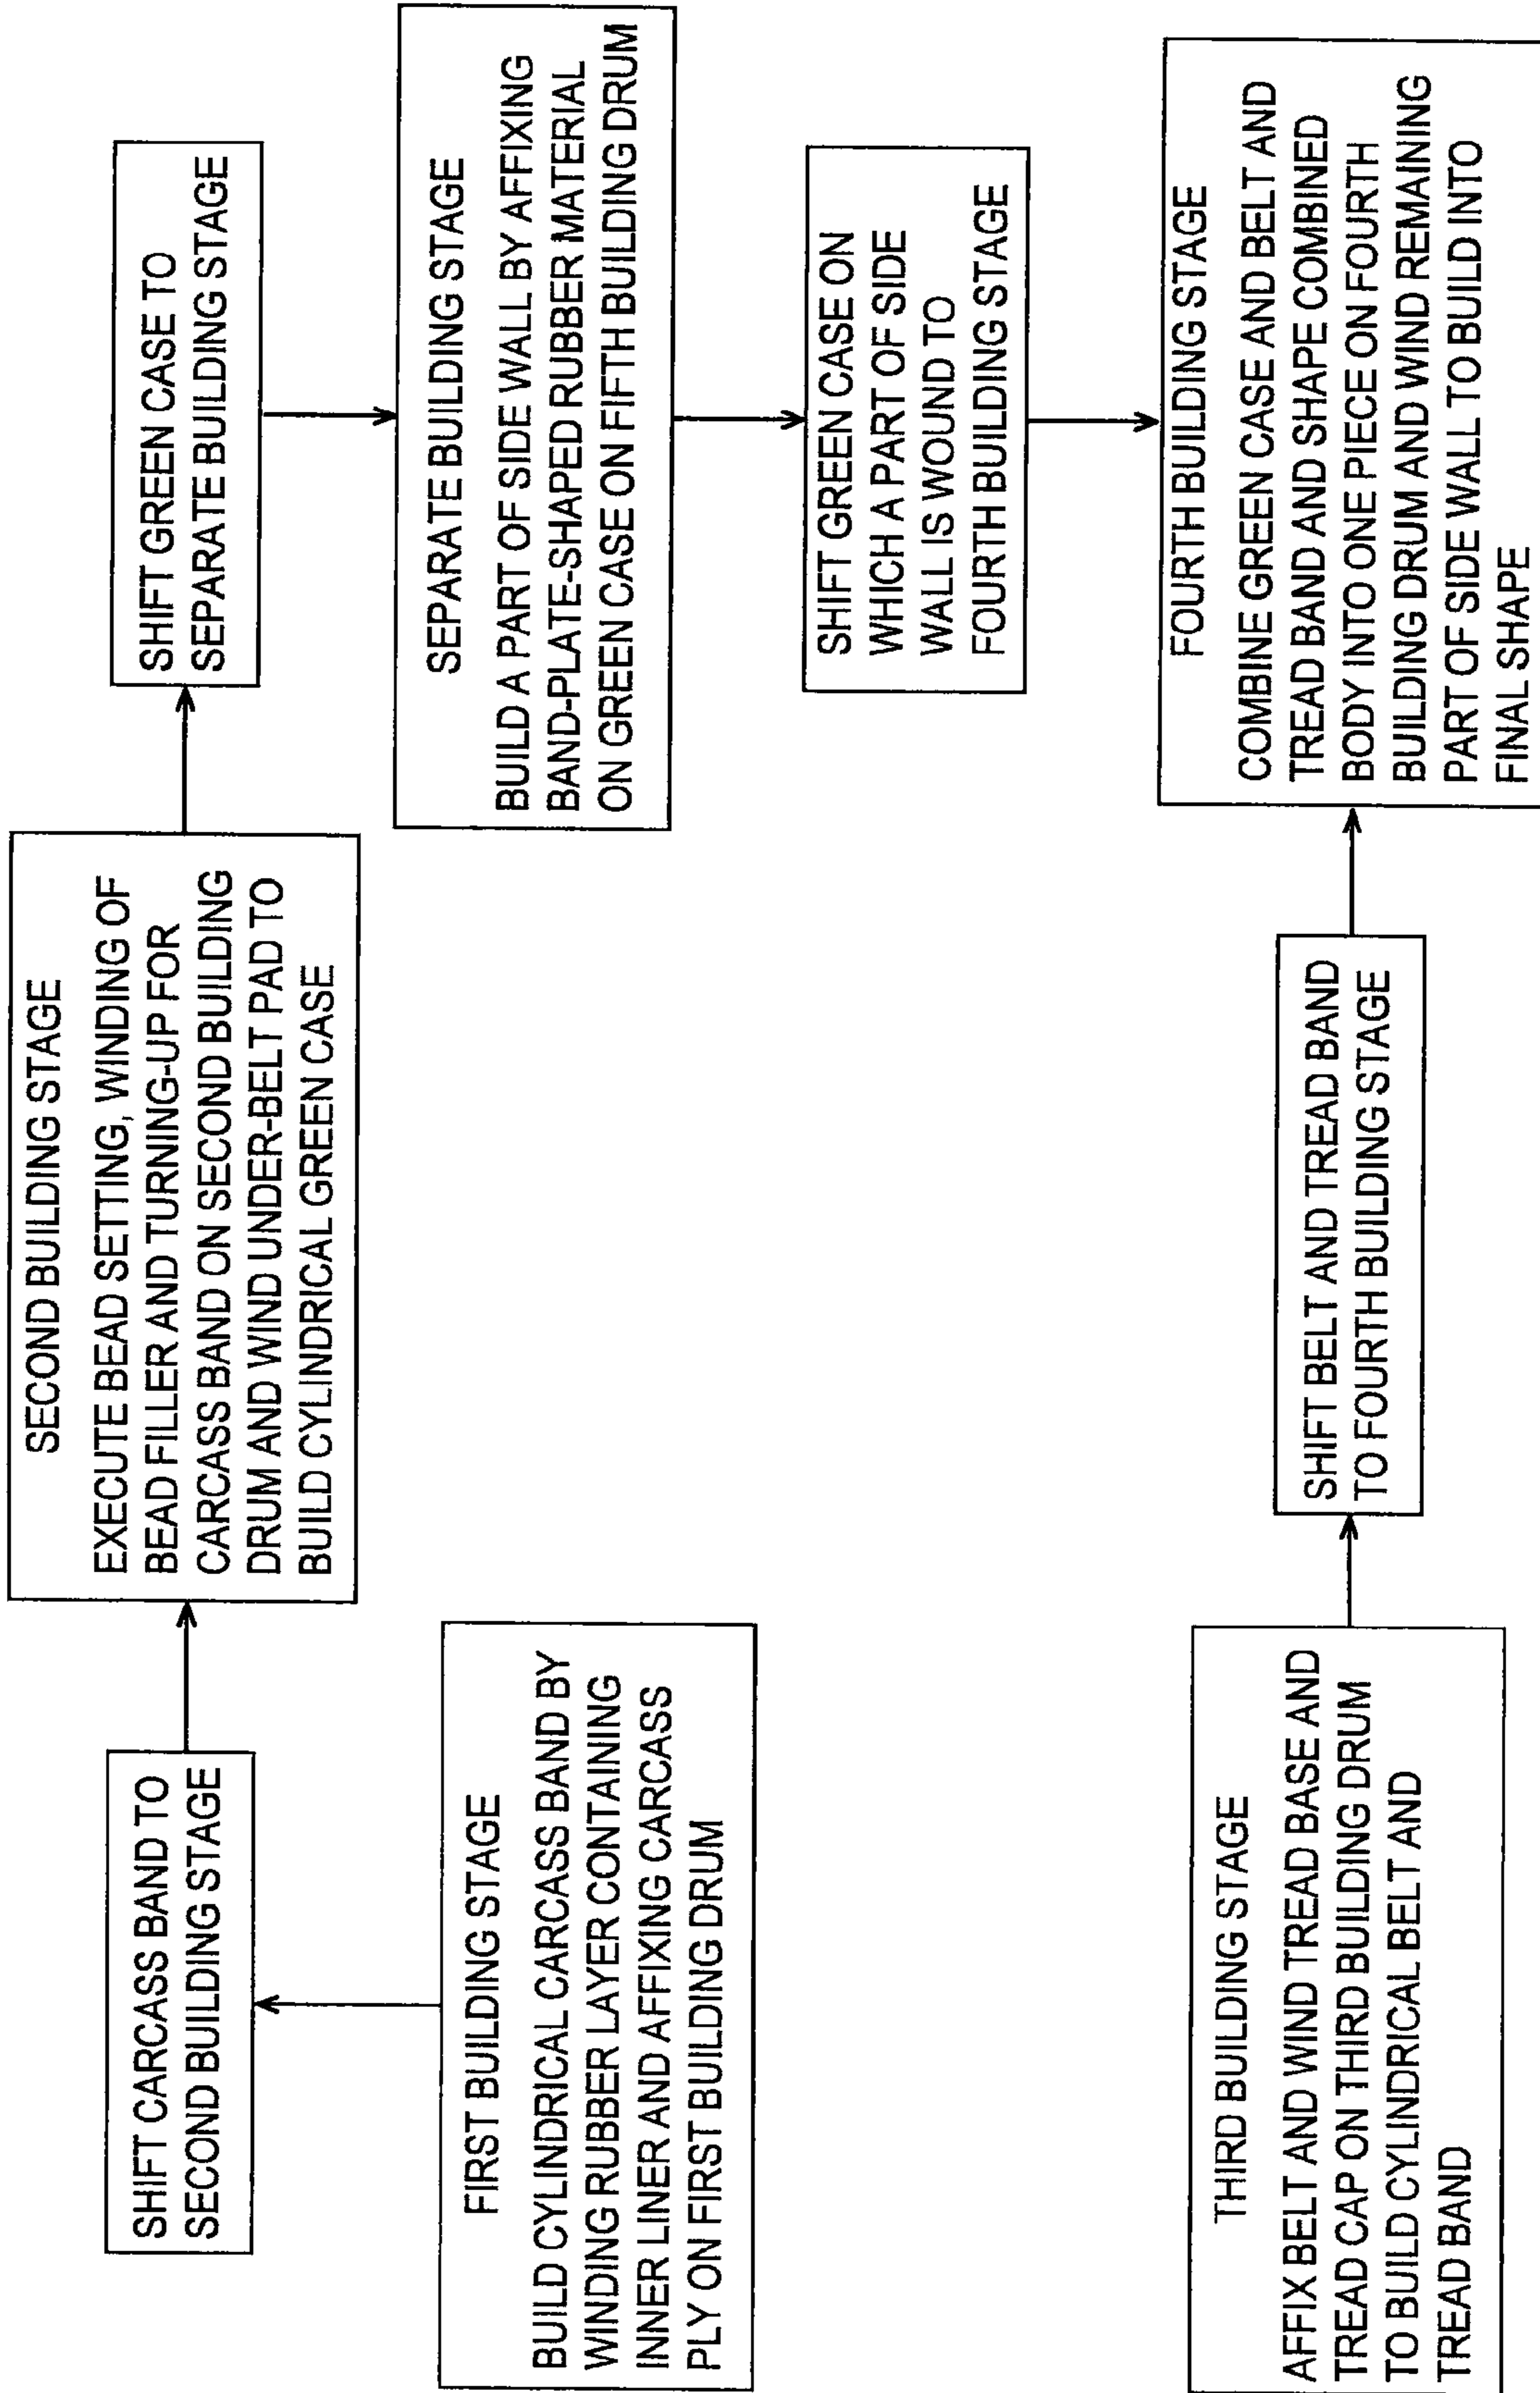 FIRST BUILDING STAGE
BUILD CYLINDRICAL CARCASS BAND BY
WINDING RUBBER LAYER CONTAINING
INNER LINER AND AFFIXING CARCASS
PLY ON FIRST BUILDING DRUM
SHIFT CARCASS BAND TO
SECOND BUILDING STAGE
SECOND BUILDING STAGE
EXECUTE BEAD SETTING, WINDING OF
BEAD FILLER AND TURNING-UP FOR
CARCASS BAND ON SECOND BUILDING
DRUM AND WIND UNDER-BELT PAD TO
BUILD CYLINDRICAL GREEN CASE
SHIFT GREEN CASE TO
SEPARATE BUILDING STAGE
SEPARATE BUILDING STAGE
BUILD A PART OF SIDE WALL BY AFFIXING
BAND-PLATE-SHAPED RUBBER MATERIAL
ON GREEN CASE ON FIFTH BUILDING DRUM
SHIFT GREEN CASE ON
WHICH A PART OF SIDE
WALL IS WOUND TO
FOURTH BUILDING STAGE
THIRD BUILDING STAGE
AFFIX BELT AND WIND TREAD BASE AND
TREAD CAP ON THIRD BUILDING DRUM
TO BUILD CYLINDRICAL BELT AND
TREAD BAND
SHIFT BELT AND TREAD BAND
TO FOURTH BUILDING STAGE
FOURTH BUILDING STAGE
COMBINE GREEN CASE AND BELT AND
TREAD BAND AND SHAPE COMBINED
BODY INTO ONE PIECE ON FOURTH
BUILDING DRUM AND WIND REMAINING
PART OF SIDE WALL TO BUILD INTO
FINAL SHAPE